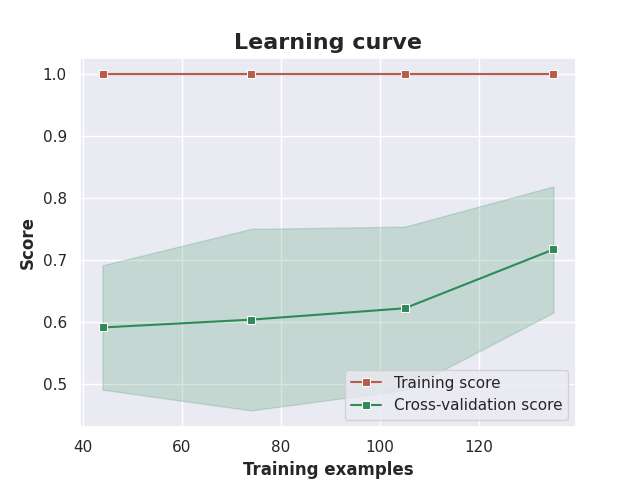 Learning curve
1.0
0.9
0.8
0.7
0.6
0.5
Score
40
60
80
100
120
Training examples
Training score
Cross-validation score